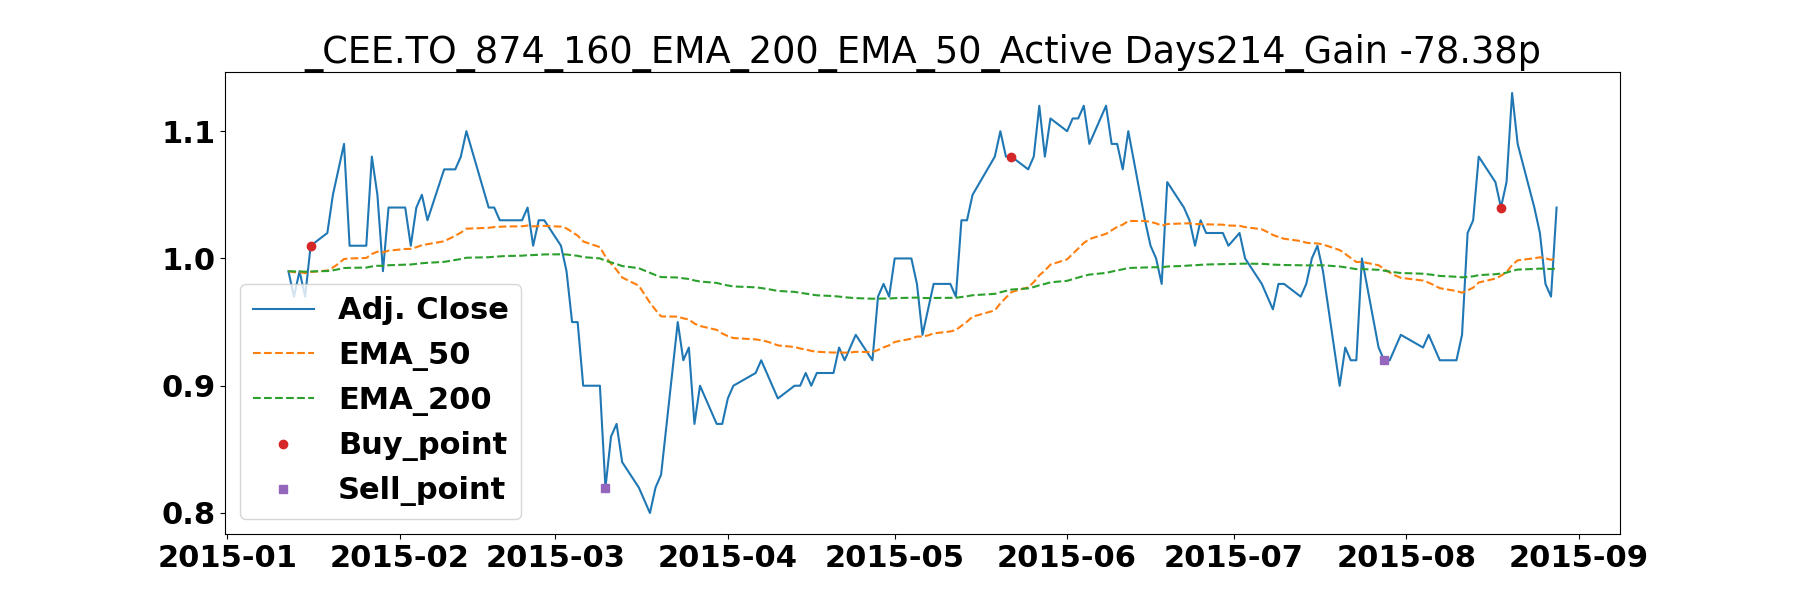 _CEE.TO_874_160_EMA_200_EMA_50_Active Days214_Gain -78.38p
1.1
1.0
0.9
0.8
Adj. Close
EMA_50
EMA_200
Buy_point
Sell_point
2015-01 2015-02 2015-03 2015-04 2015-05 2015-06 2015-07 2015-08 2015-09